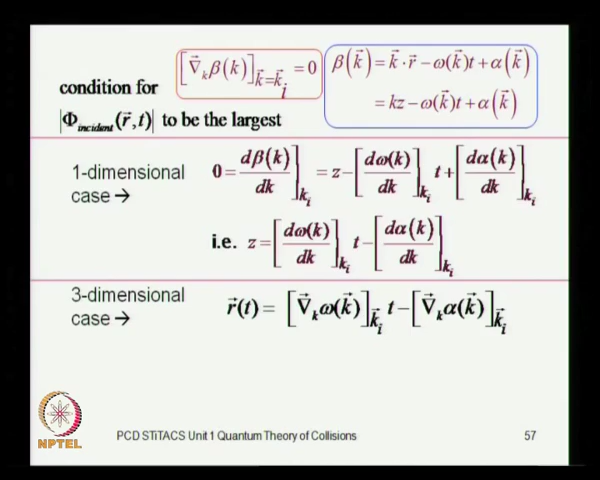 condition for |Φ_incident(r⃗,t)| to be the largest
[∇⃗_k β(k)]_{k⃗=k⃗_i} = 0
β(k⃗) = k⃗·r⃗ − ω(k⃗)t + α(k⃗)
= kz − ω(k⃗)t + α(k⃗)
1-dimensional case → 0 = dβ(k)/dk]_{k_i} = z − [dω(k)/dk]_{k_i} t + [dα(k)/dk]_{k_i}
i.e. z = [dω(k)/dk]_{k_i} t − [dα(k)/dk]_{k_i}
3-dimensional case → r⃗(t) = [∇⃗_k ω(k⃗)]_{k⃗_i} t − [∇⃗_k α(k⃗)]_{k⃗_i}
NPTEL
PCD STiTACS Unit 1 Quantum Theory of Collisions
57